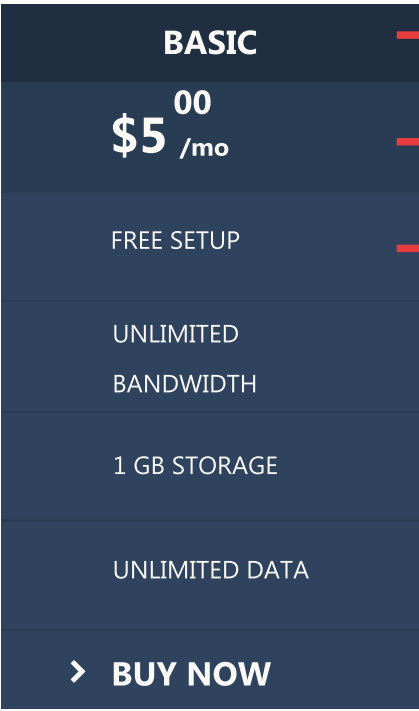 BASIC
$5 00 /mo
FREE SETUP
UNLIMITED
BANDWIDTH
1 GB STORAGE
UNLIMITED DATA
BUY NOW